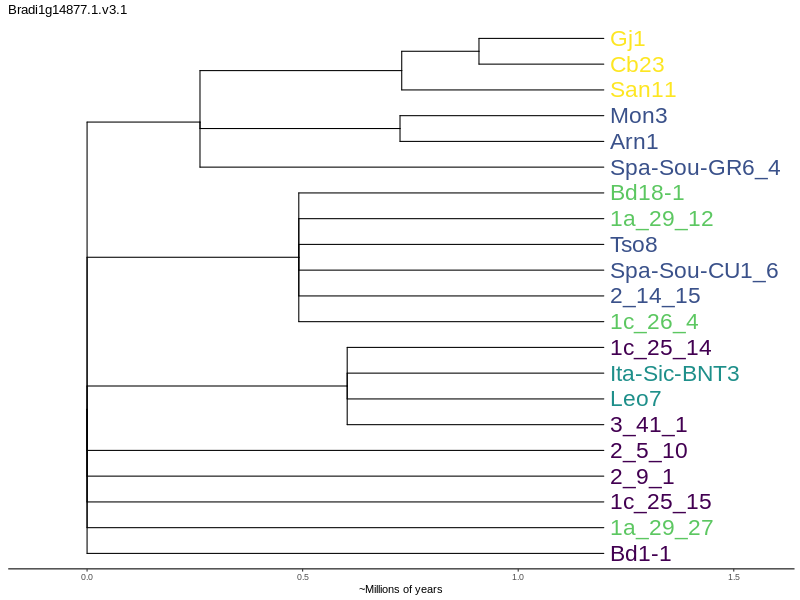 Bradi1g14877.1.v3.1
Gj1
Cb23
San11
Mon3
Arn1
Spa-Sou-GR6_4
Bd18-1
1a_29_12
Tso8
Spa-Sou-CU1_6
2_14_15
1c_26_4
1c_25_14
Ita-Sic-BNT3
Leo7
3_41_1
2_5_10
2_9_1
1c_25_15
1a_29_27
Bd1-1
0.0 0.5 1.0 1.5
~Millions of years